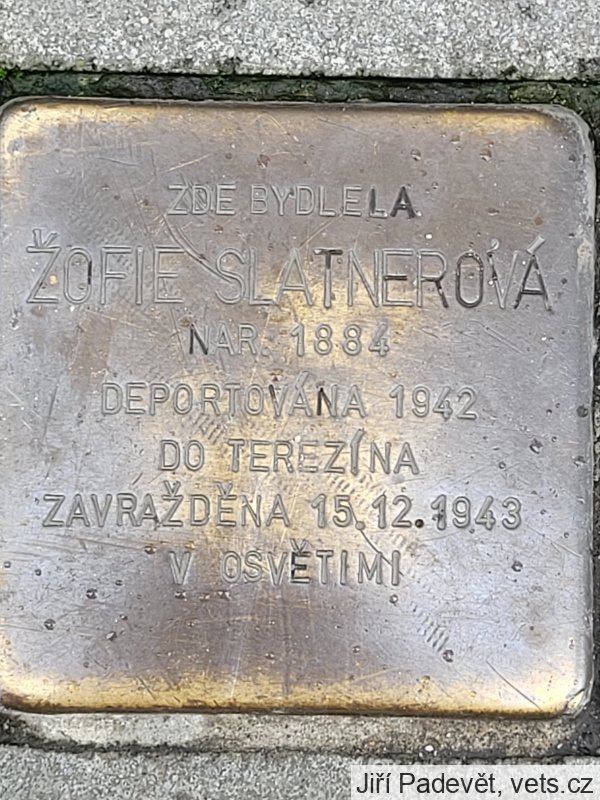 ZDE BYDLELA
ŽOFIE SLATNEROVÁ
NAR. 1884
DEPORTOVÁNA 1942
DO TEREZÍNA
ZAVRAŽDĚNA 15.12.1943
V OSVĚTIMI
Jiří Padevět, vets.cz